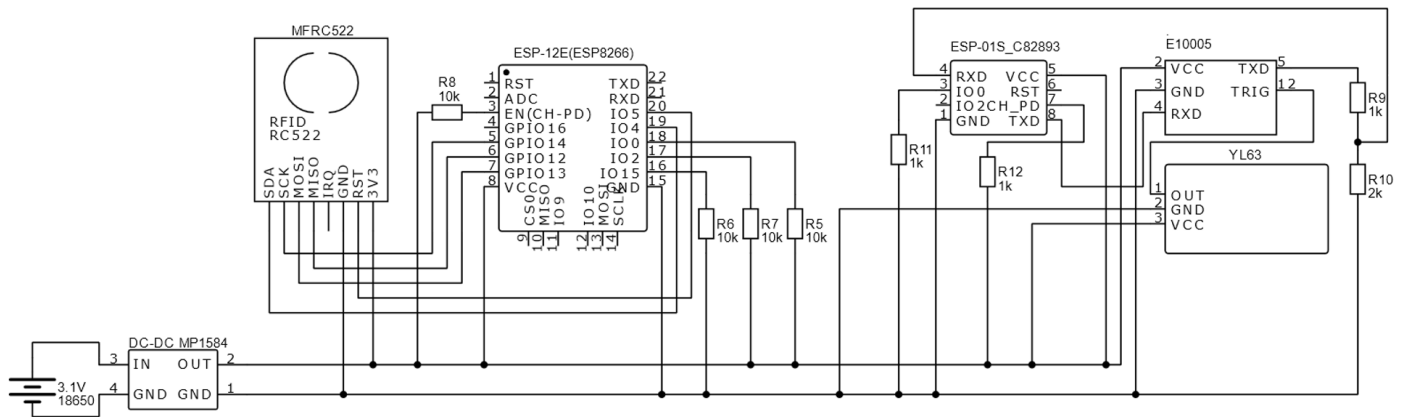 MFRC522
RFID
RC522
SDA
SCK
MOSI
MISO
IRQ
GND
RST
3V3
R8
10k
ESP-12E(ESP8266)
1 RST TXD 22
2 ADC RXD 21
3 EN(CH-PD) IO5 20
4 GPIO16 IO4 19
5 GPIO14 IO0 18
6 GPIO12 IO2 17
7 GPIO13 IO15 16
8 VCC GND 15
CS0
MISO
IO9
IO10
MOSI
SCLK
9
10
11
12
13
14
R6
10k
R7
10k
R5
10k
ESP-01S_C82893
4 RXD VCC 5
3 IO0 RST 6
2 IO2 CH_PD 7
1 GND TXD 8
R11
1k
R12
1k
E10005
2 VCC TXD 5
3 GND TRIG 12
4 RXD
YL63
1 OUT
2 GND
3 VCC
R9
1k
R10
2k
DC-DC MP1584
3 IN OUT 2
4 GND GND 1
3.1V
18650